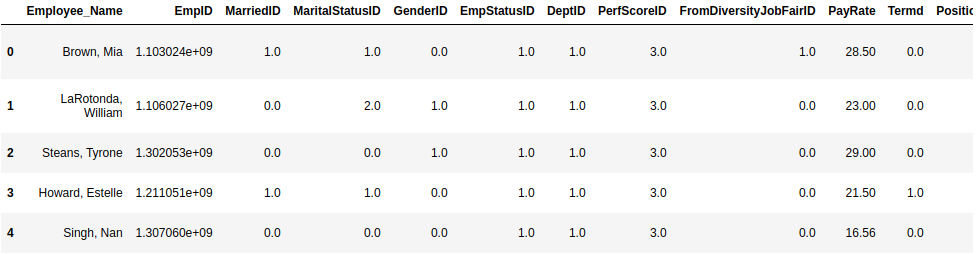 Employee_Name EmpID MarriedID MaritalStatusID GenderID EmpStatusID DeptID PerfScoreID FromDiversityJobFairID PayRate Termd Positic
0 Brown, Mia 1.103024e+09 1.0 1.0 0.0 1.0 1.0 3.0 1.0 28.50 0.0
1 LaRotonda, William 1.106027e+09 0.0 2.0 1.0 1.0 1.0 3.0 0.0 23.00 0.0
2 Steans, Tyrone 1.302053e+09 0.0 0.0 1.0 1.0 1.0 3.0 0.0 29.00 0.0
3 Howard, Estelle 1.211051e+09 1.0 1.0 0.0 1.0 1.0 3.0 0.0 21.50 1.0
4 Singh, Nan 1.307060e+09 0.0 0.0 0.0 1.0 1.0 3.0 0.0 16.56 0.0